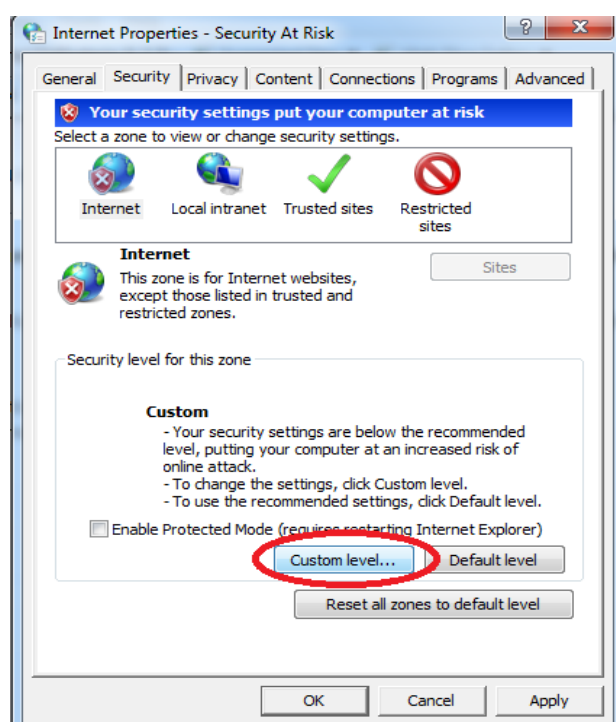 Internet Properties - Security At Risk
General Security Privacy Content Connections Programs Advanced
Your security settings put your computer at risk
Select a zone to view or change security settings.
Internet Local intranet Trusted sites Restricted sites
Internet
Sites
This zone is for Internet websites,
except those listed in trusted and
restricted zones.
Security level for this zone
Custom
- Your security settings are below the recommended
level, putting your computer at an increased risk of
online attack.
- To change the settings, click Custom level.
- To use the recommended settings, click Default level.
Enable Protected Mode (requires restarting Internet Explorer)
Custom level... Default level
Reset all zones to default level
OK Cancel Apply